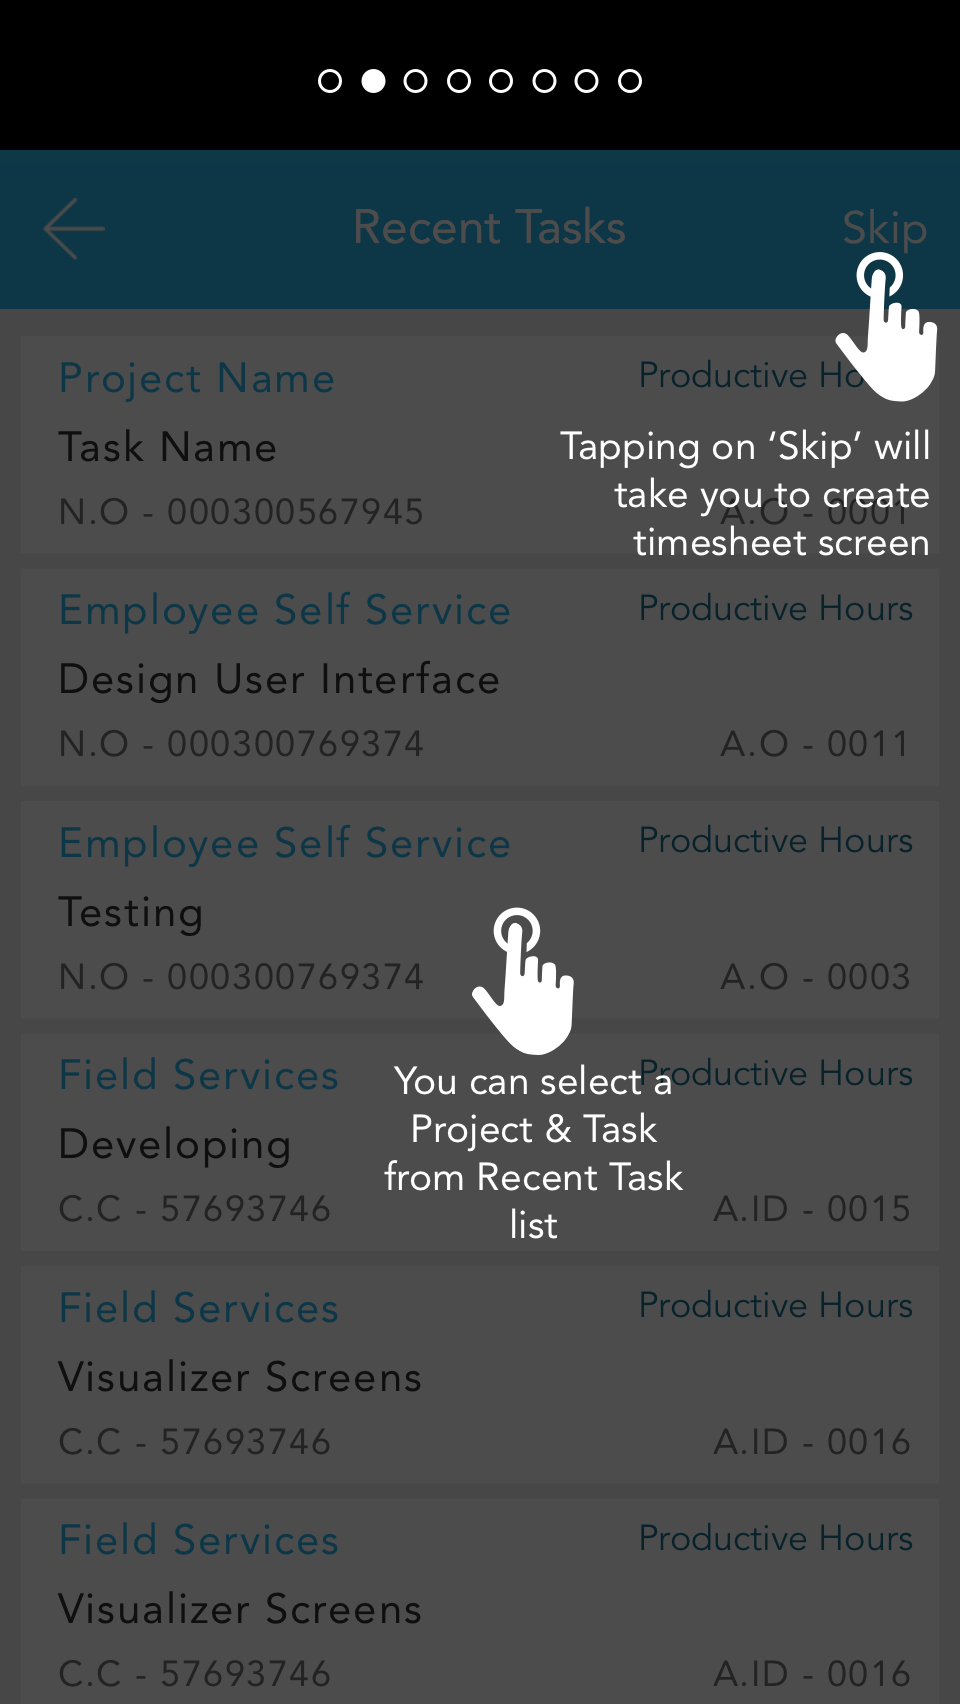 Recent Tasks
Skip
Project Name
Productive Ho
Task Name
Tapping on ‘Skip’ will
take you to create
timesheet screen
N.O - 000300567945
A.O - 0001
Employee Self Service
Productive Hours
Design User Interface
N.O - 000300769374
A.O - 0011
Employee Self Service
Productive Hours
Testing
N.O - 000300769374
A.O - 0003
Field Services
Productive Hours
You can select a
Project & Task
from Recent Task
list
Developing
C.C - 57693746
A.ID - 0015
Field Services
Productive Hours
Visualizer Screens
C.C - 57693746
A.ID - 0016
Field Services
Productive Hours
Visualizer Screens
C.C - 57693746
A.ID - 0016